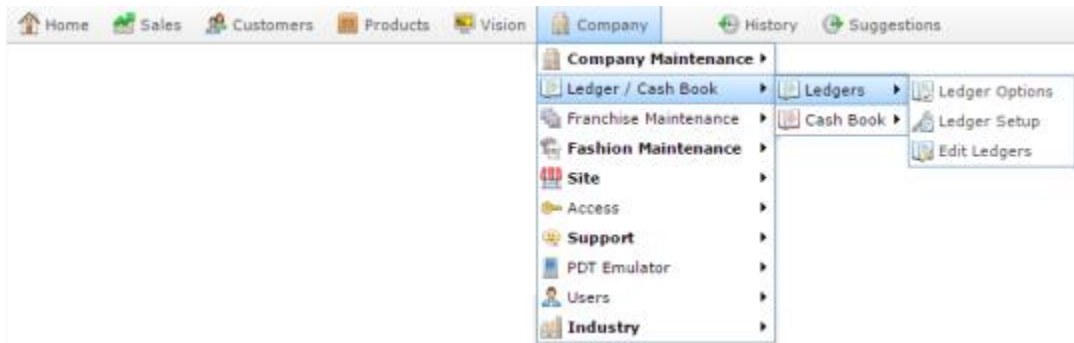 Home Sales Customers Products Vision Company History Suggestions
Company Maintenance
Ledger / Cash Book Ledgers Ledger Options
Franchise Maintenance Cash Book Ledger Setup
Fashion Maintenance Edit Ledgers
Site
Access
Support
PDT Emulator
Users
Industry